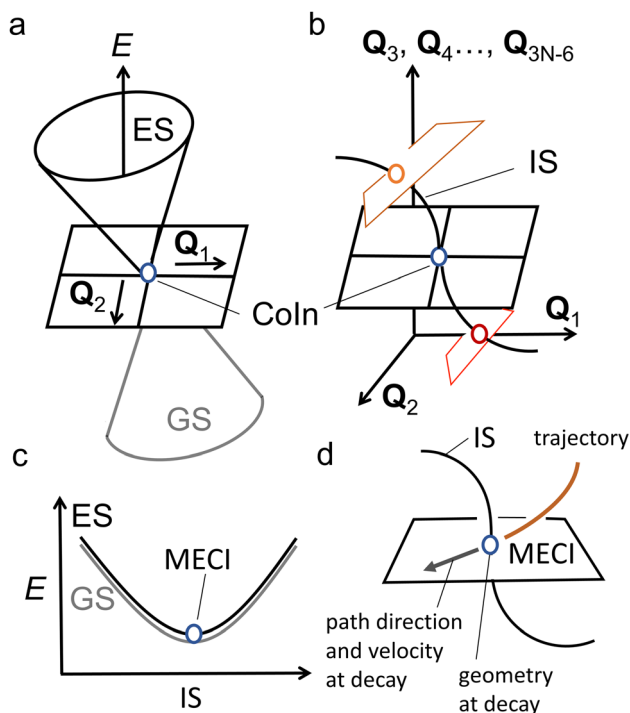 a
E
ES
Q1
Q2
CoIn
GS
b
Q3, Q4..., Q3N-6
IS
Q1
Q2
c
ES
GS
E
MECI
IS
d
IS
trajectory
MECI
path direction
and velocity
at decay
geometry
at decay